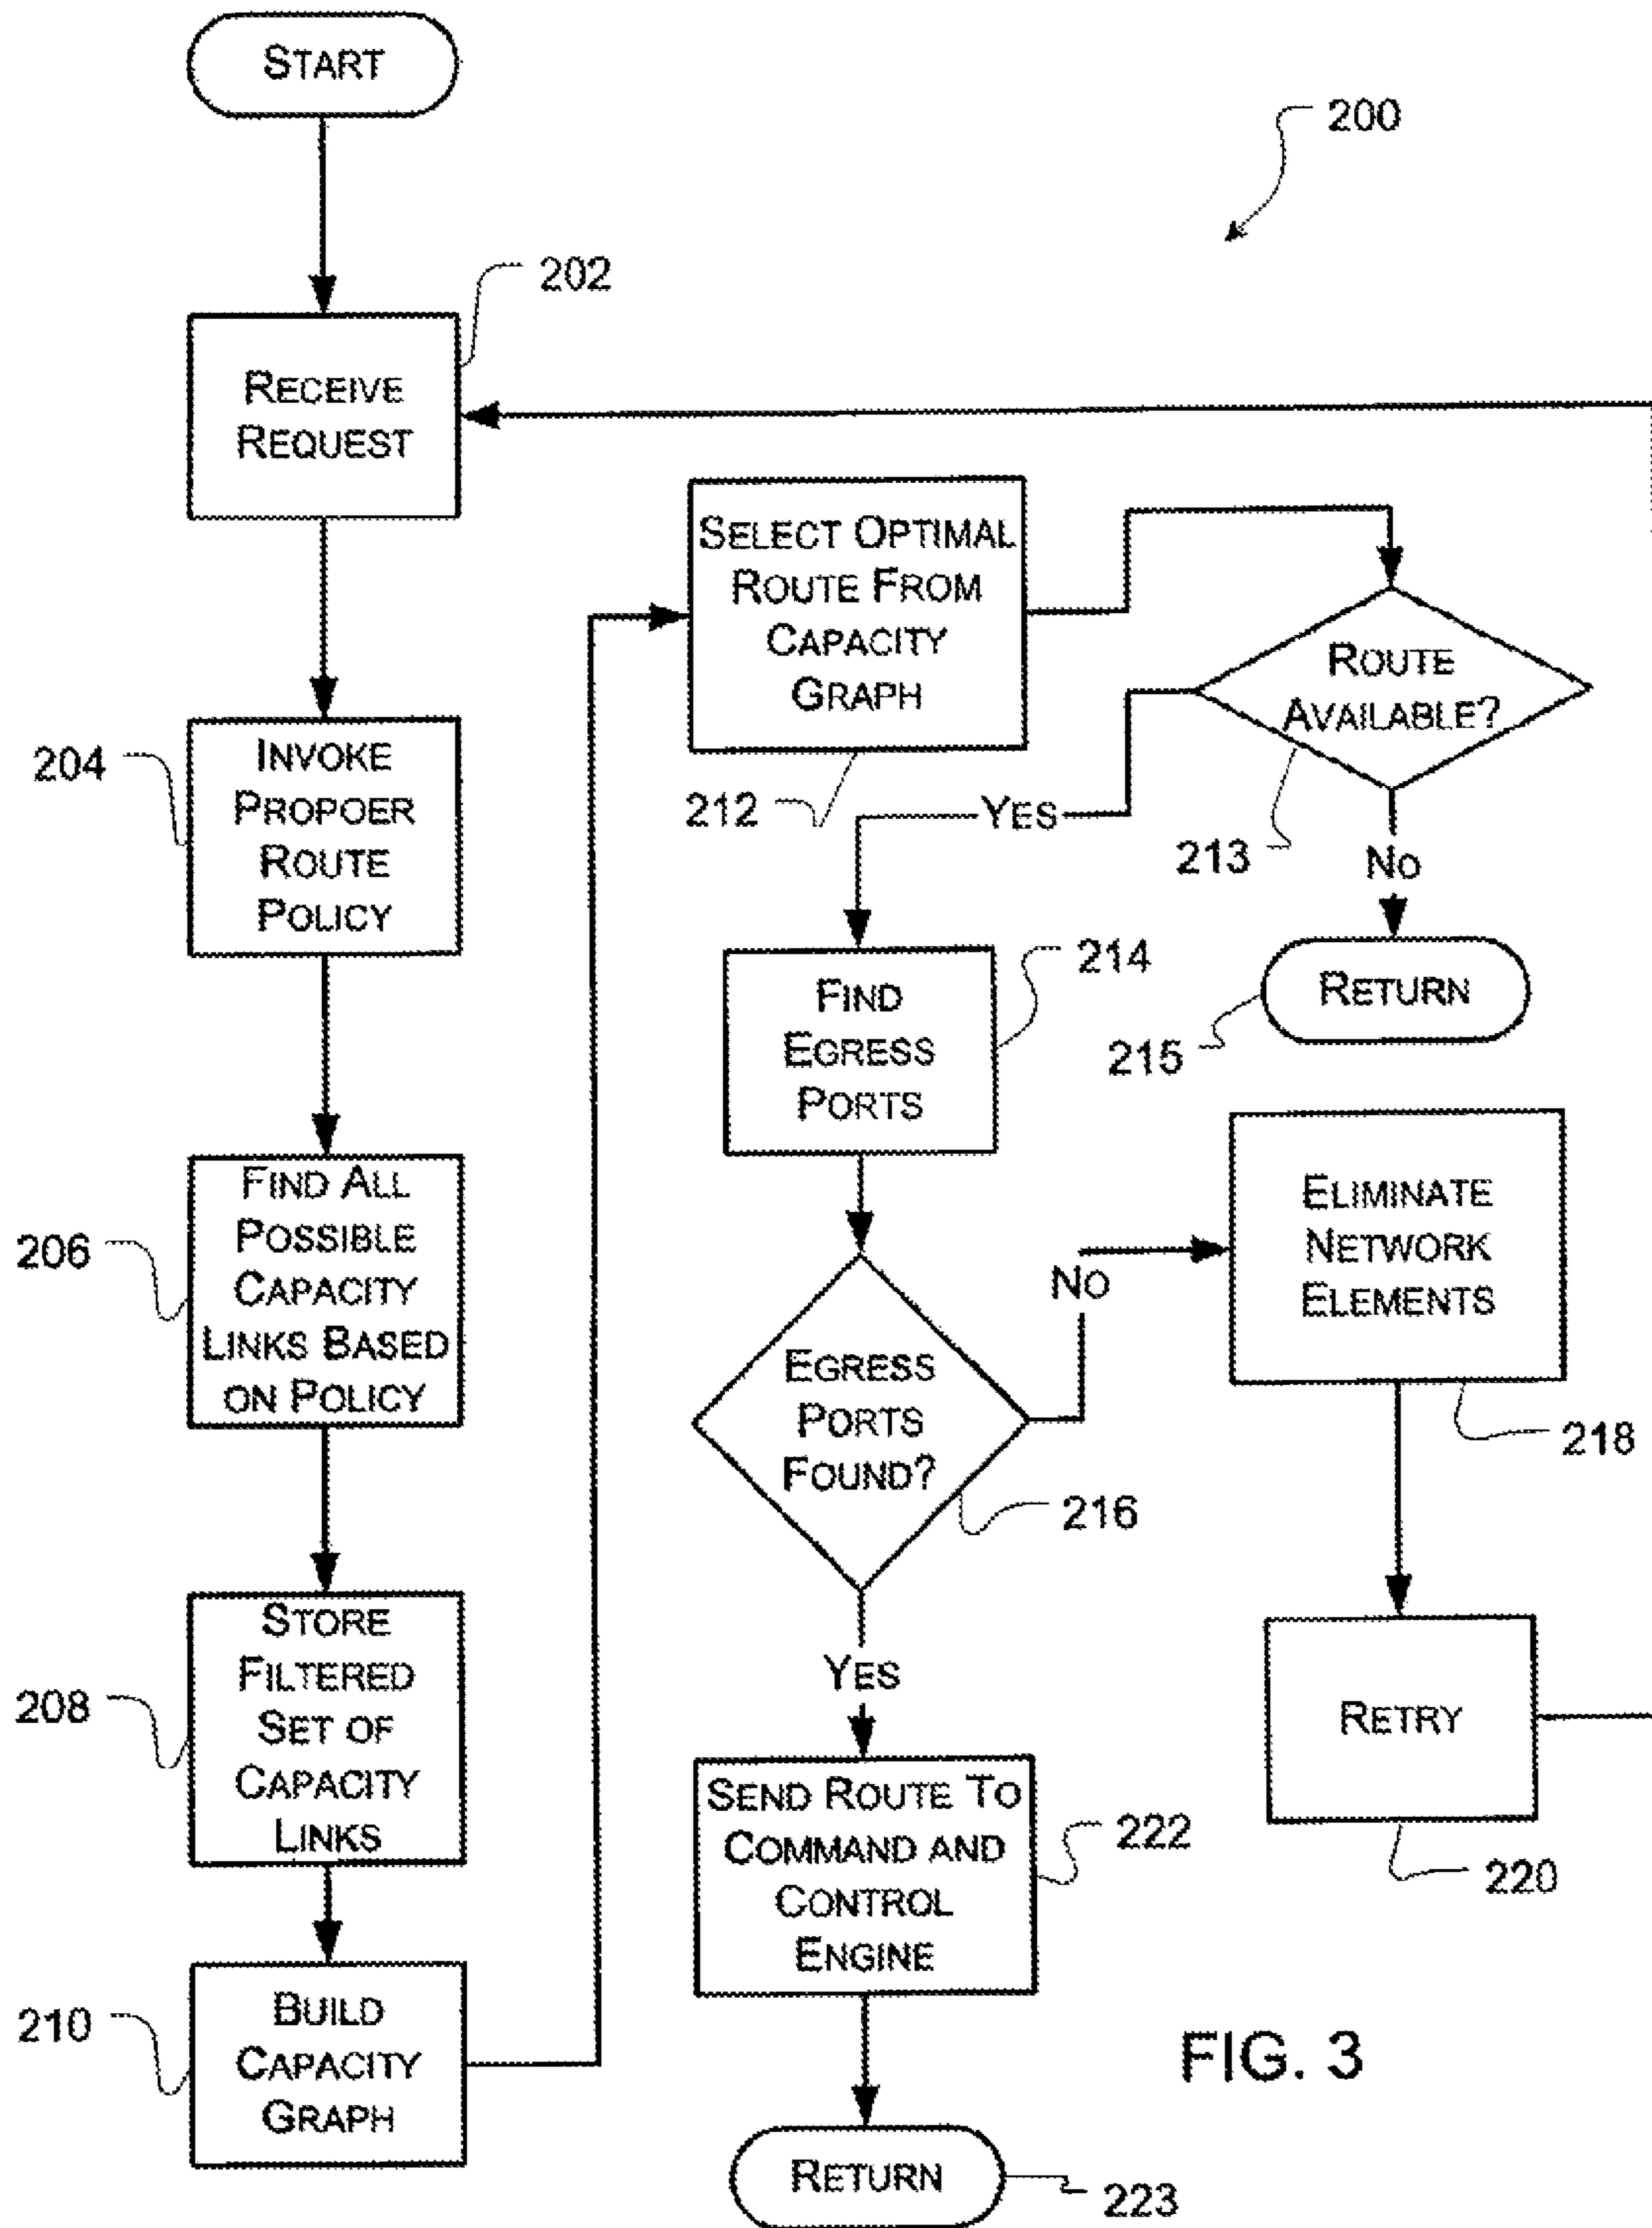 START
200
202
RECEIVE
REQUEST
204
INVOKE
PROPOER
ROUTE
POLICY
206
FIND ALL
POSSIBLE
CAPACITY
LINKS BASED
ON POLICY
208
STORE
FILTERED
SET OF
CAPACITY
LINKS
210
BUILD
CAPACITY
GRAPH
SELECT OPTIMAL
ROUTE FROM
CAPACITY
GRAPH
212
ROUTE
AVAILABLE?
213
YES
NO
RETURN
215
FIND
EGRESS
PORTS
214
EGRESS
PORTS
FOUND?
216
NO
ELIMINATE
NETWORK
ELEMENTS
218
RETRY
220
YES
SEND ROUTE TO
COMMAND AND
CONTROL
ENGINE
222
RETURN
223
FIG. 3